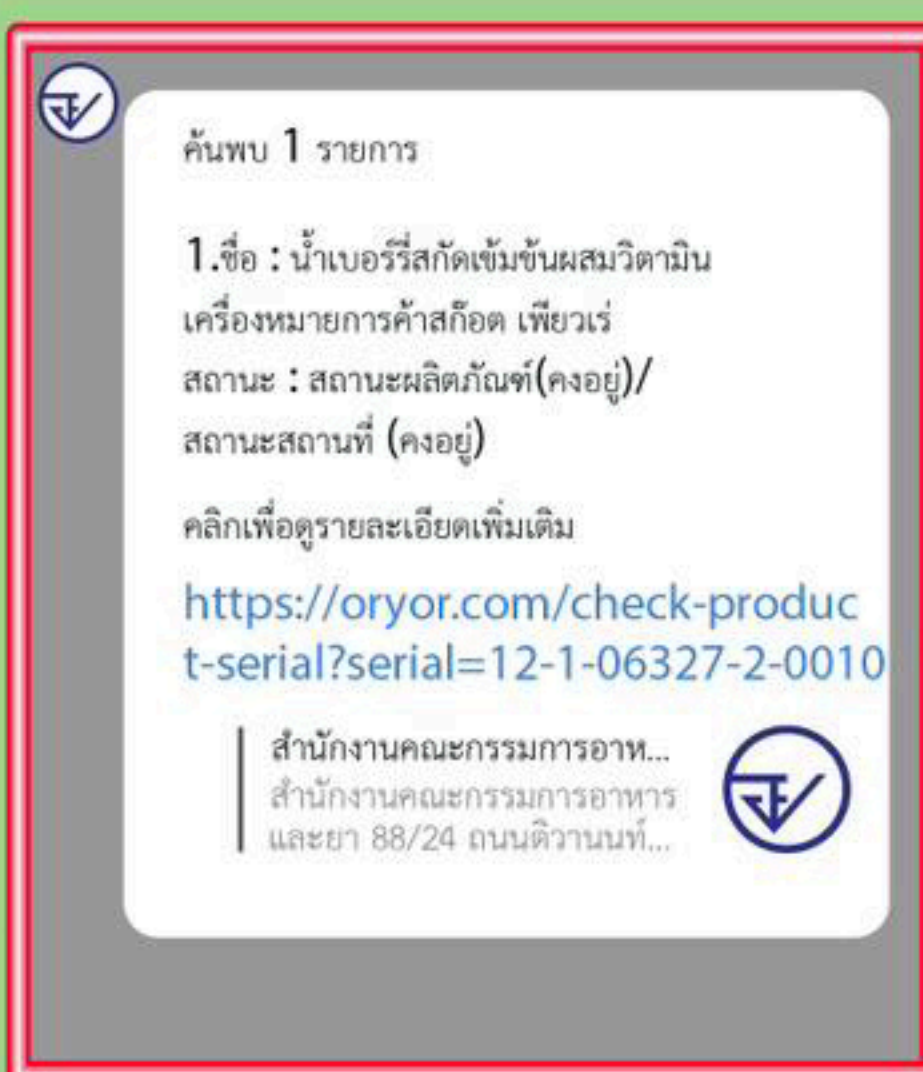 ค้นพบ 1 รายการ
1.ชื่อ : น้ำเบอร์รี่สกัดเข้มข้นผสมวิตามิน
เครื่องหมายการค้าสก๊อต เพียวเร่
สถานะ : สถานะผลิตภัณฑ์(คงอยู่)/
สถานะสถานที่ (คงอยู่)
คลิกเพื่อดูรายละเอียดเพิ่มเติม
https://oryor.com/check-produc
t-serial?serial=12-1-06327-2-0010
สำนักงานคณะกรรมการอาห...
สำนักงานคณะกรรมการอาหาร
และยา 88/24 ถนนติวานนท์...